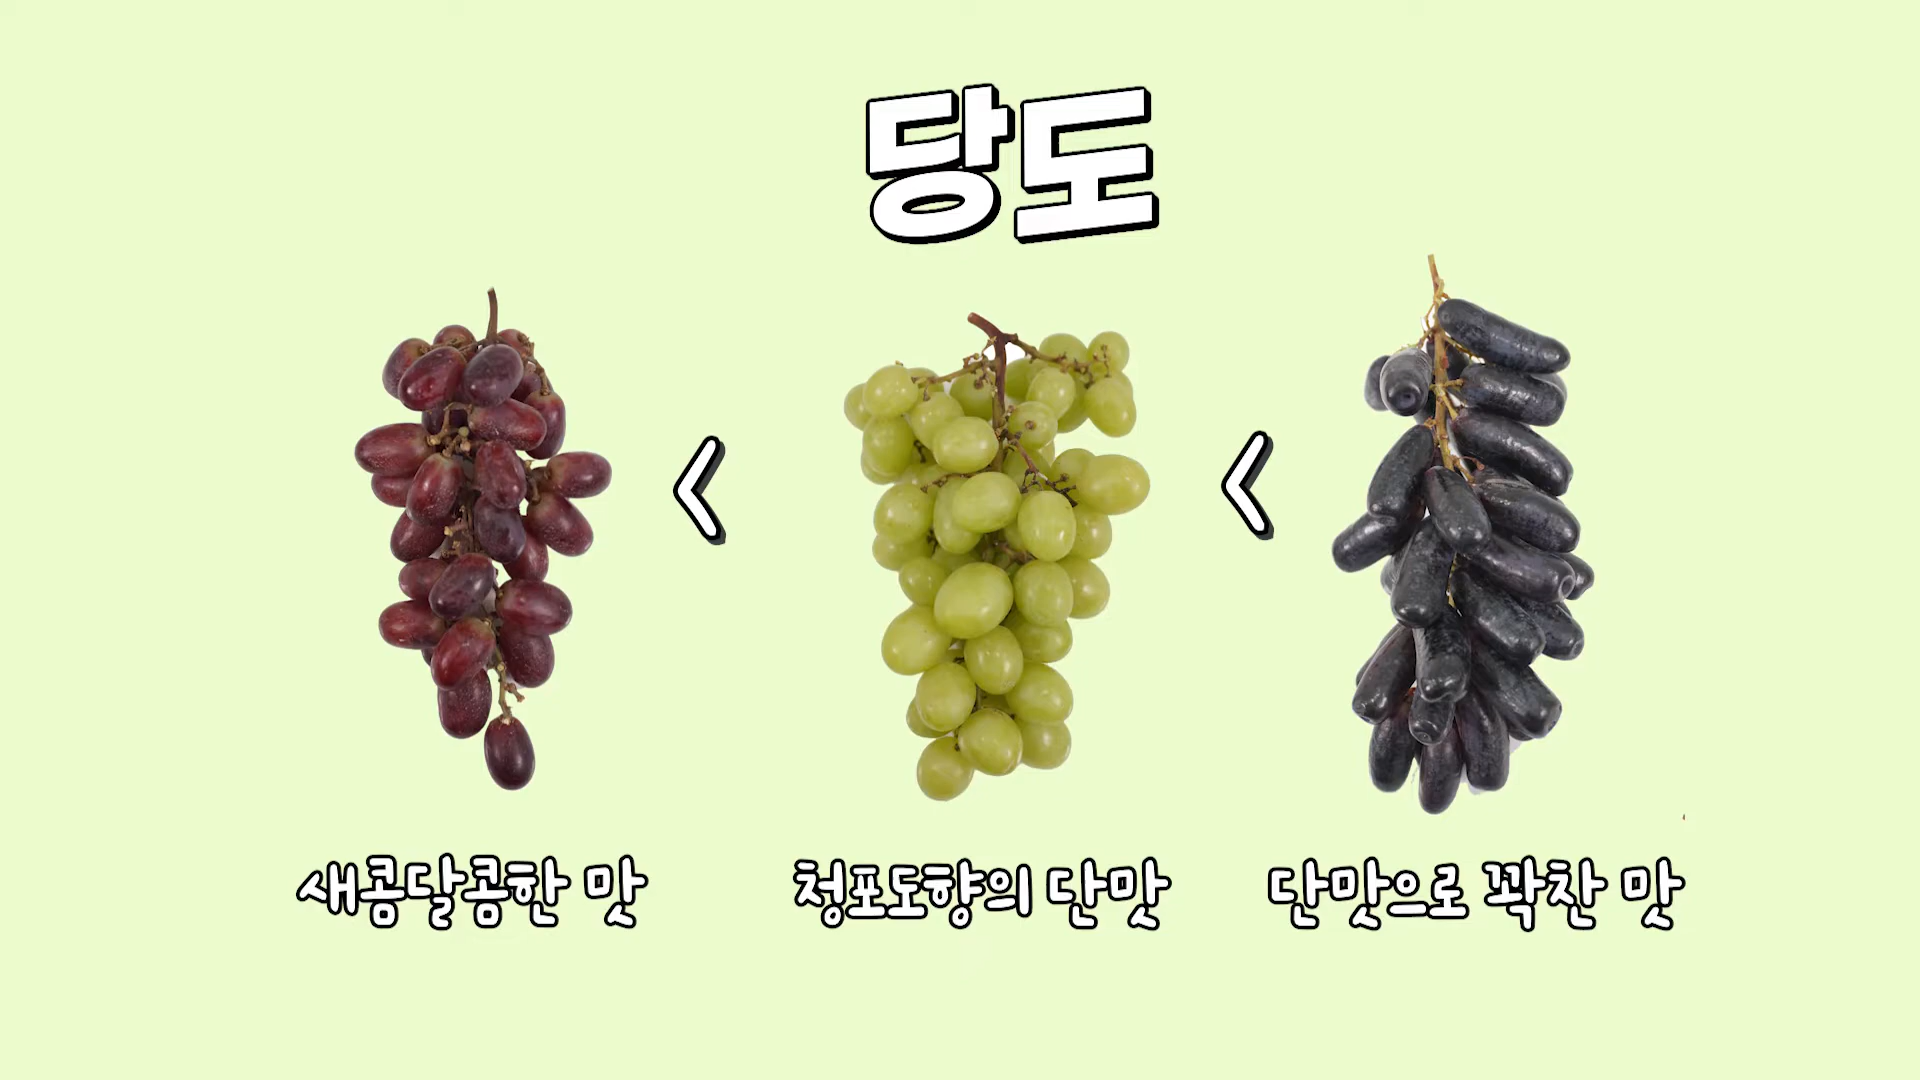 당도
< <
새콤달콤한 맛 청포도향의 단맛 단맛으로 꽉찬 맛